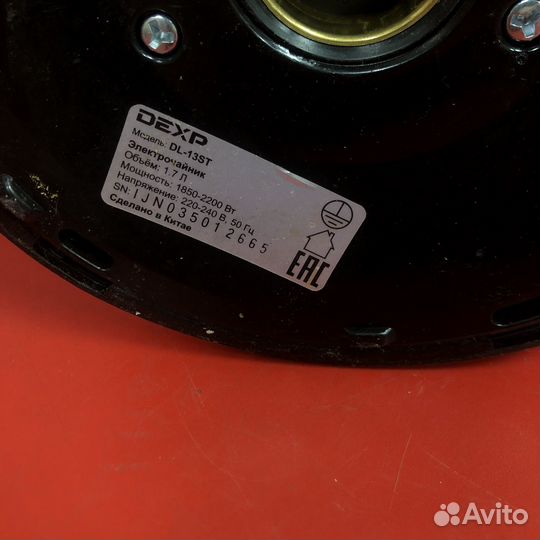 DEXP
Модель: DL-13ST
Электрочайник
Объём: 1.7 Л
Мощность: 1850-2200 Вт
Напряжение: 220-240 В, 50 Гц
SN: IJN035012665
Сделано в Китае
EAC
Avito